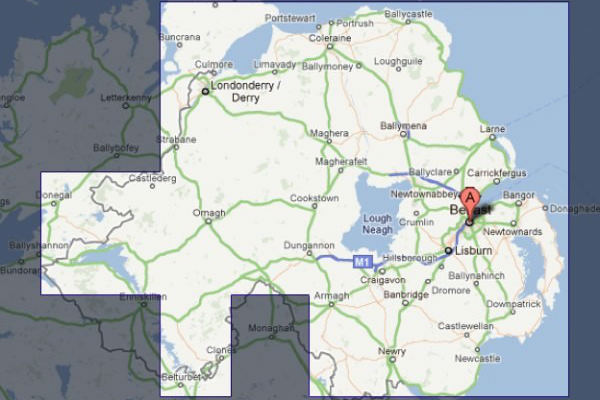 Ballycastle
Portstewart
Portrush
Buncrana
Coleraine
Culmore
Limavady
Ballymoney
Loughguile
Londonderry /
Derry
Letterkenny
Ballymena
Larne
Strabane
Maghera
Ballybofey
Magherafelt
Ballyclare
Carrickfergus
Castlederg
Donegal
Cookstown
Newtownabbey
A
Bangor
Belfast
Donaghadee
Omagh
Lough
Neagh
Crumlin
Newtownards
Ballyshannon
Dungannon
Lisburn
M1
Hillsborough
Bundoran
Craigavon
Ballynahinch
Dromore
Enniskillen
Armagh
Banbridge
Downpatrick
Monaghan
Castlewellan
Clones
Newry
Newcastle
Belturbet